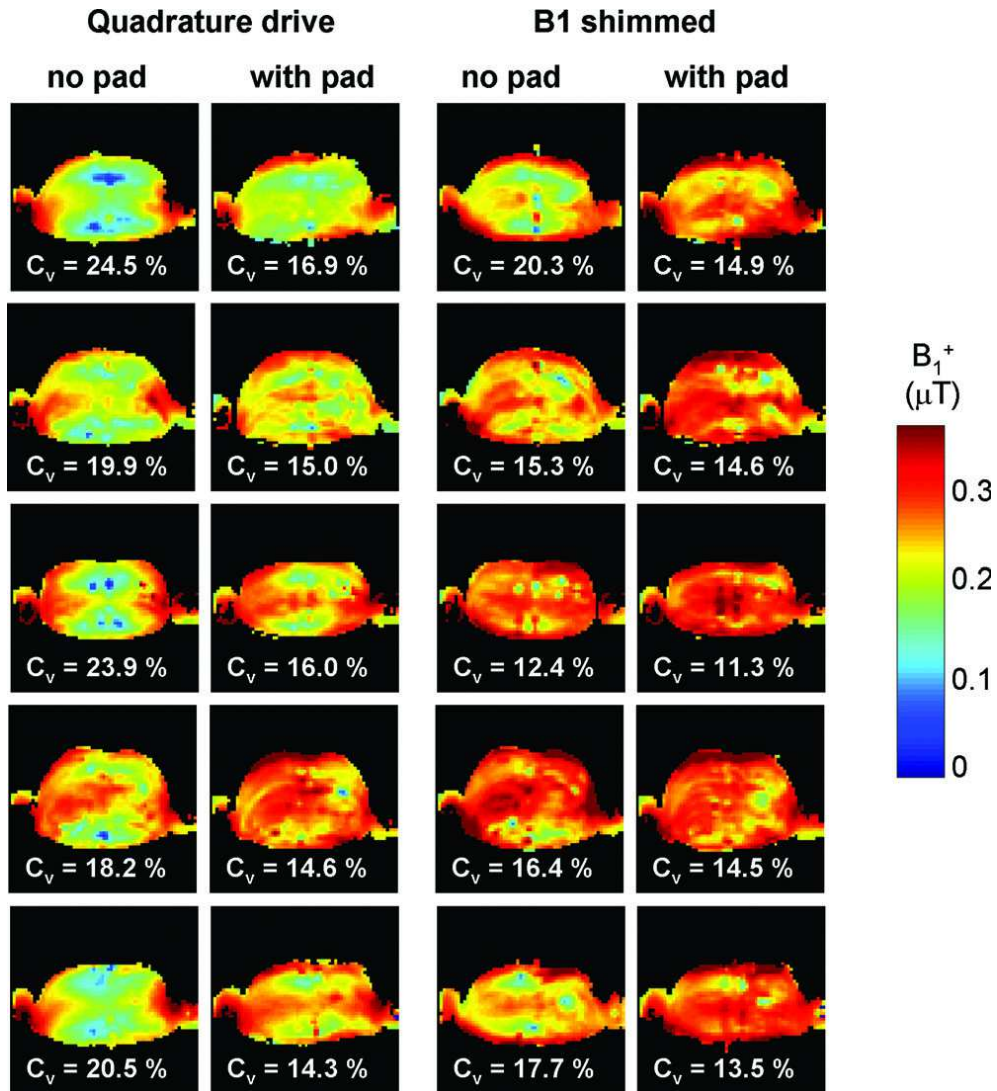 Quadrature drive B1 shimmed
no pad with pad no pad with pad
Cv = 24.5 % Cv = 16.9 % Cv = 20.3 % Cv = 14.9 %
Cv = 19.9 % Cv = 15.0 % Cv = 15.3 % Cv = 14.6 %
B1+
(μT)
0.3
0.2
0.1
0
Cv = 23.9 % Cv = 16.0 % Cv = 12.4 % Cv = 11.3 %
Cv = 18.2 % Cv = 14.6 % Cv = 16.4 % Cv = 14.5 %
Cv = 20.5 % Cv = 14.3 % Cv = 17.7 % Cv = 13.5 %